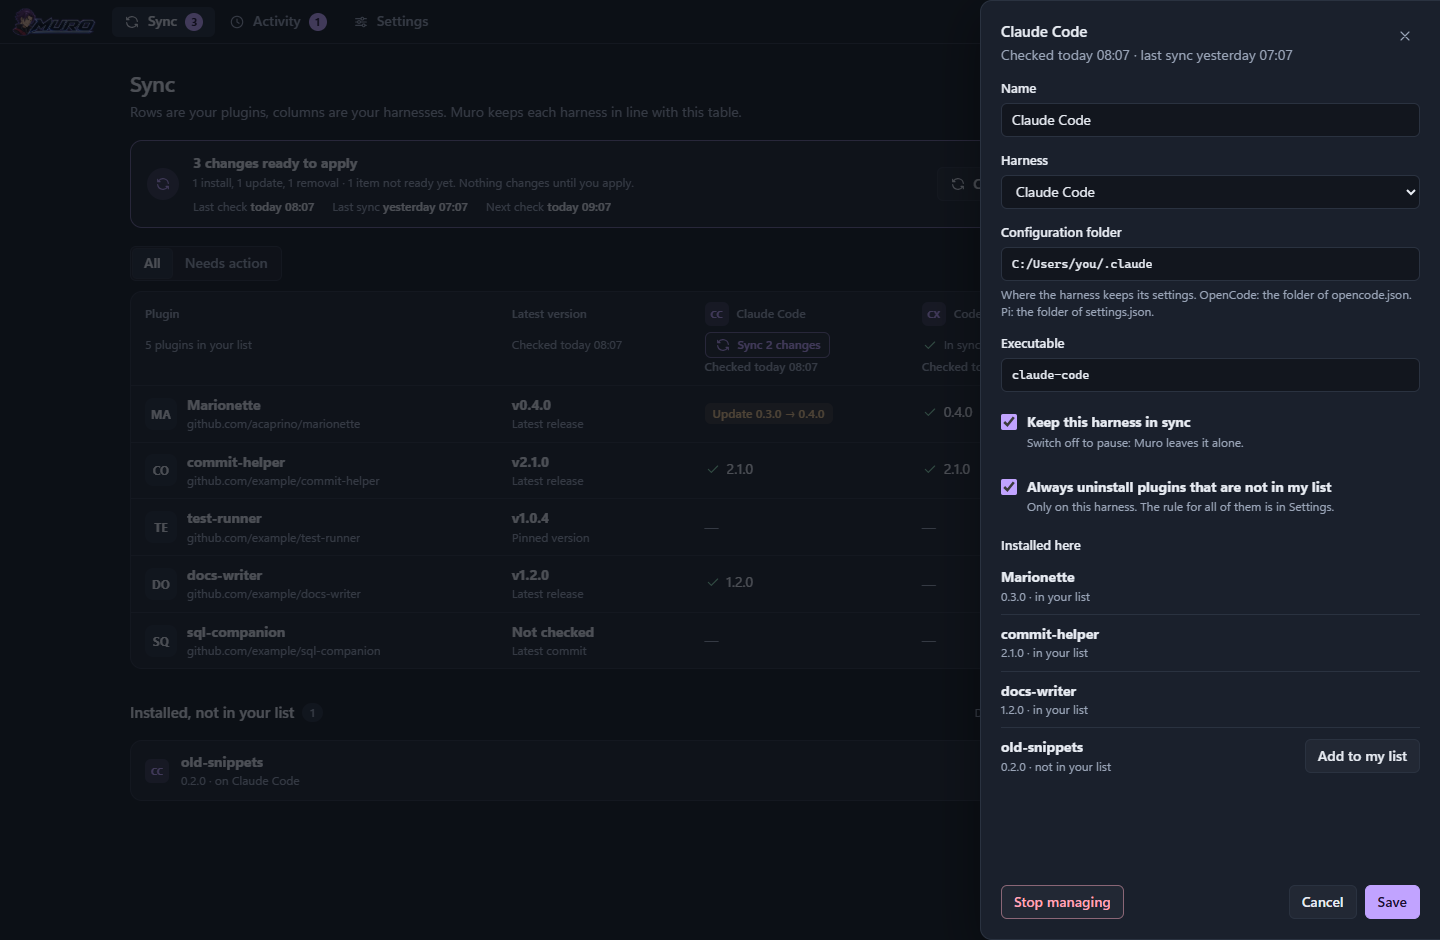 MURO
Sync 3
Activity 1
Settings
Sync
Rows are your plugins, columns are your harnesses. Muro keeps each harness in line with this table.
3 changes ready to apply
1 install, 1 update, 1 removal · 1 item not ready yet. Nothing changes until you apply.
Last check today 08:07 Last sync yesterday 07:07 Next check today 09:07
All Needs action
Plugin Latest version CC Claude Code CX
5 plugins in your list Checked today 08:07 Sync 2 changes In sync
Checked today 08:07 Checked
MA Marionette v0.4.0 Update 0.3.0 → 0.4.0 0.4.0
github.com/acaprino/marionette Latest release
CO commit-helper v2.1.0 2.1.0 2.1.0
github.com/example/commit-helper Latest release
TE test-runner v1.0.4 — —
github.com/example/test-runner Pinned version
DO docs-writer v1.2.0 1.2.0 —
github.com/example/docs-writer Latest release
SQ sql-companion Not checked — —
github.com/example/sql-companion Latest commit
Installed, not in your list 1
CC old-snippets
0.2.0 · on Claude Code
Claude Code
Checked today 08:07 · last sync yesterday 07:07
Name
Claude Code
Harness
Claude Code
Configuration folder
C:/Users/you/.claude
Where the harness keeps its settings. OpenCode: the folder of opencode.json.
Pi: the folder of settings.json.
Executable
claude-code
Keep this harness in sync
Switch off to pause: Muro leaves it alone.
Always uninstall plugins that are not in my list
Only on this harness. The rule for all of them is in Settings.
Installed here
Marionette
0.3.0 · in your list
commit-helper
2.1.0 · in your list
docs-writer
1.2.0 · in your list
old-snippets
0.2.0 · not in your list
Add to my list
Stop managing
Cancel
Save